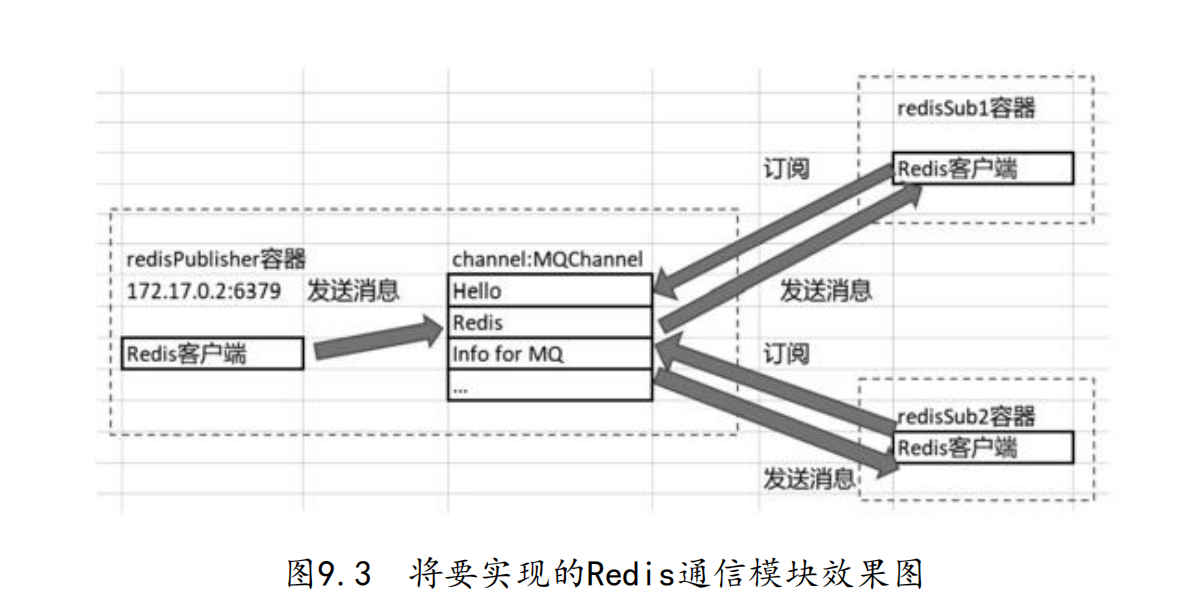 redisSub1容器
订阅
Redis客户端
redisPublisher容器
channel:MQChannel
172.17.0.2:6379
发送消息
Hello
发送消息
Redis
Redis客户端
Info for MQ
订阅
...
redisSub2容器
Redis客户端
发送消息
图9.3 将要实现的Redis通信模块效果图